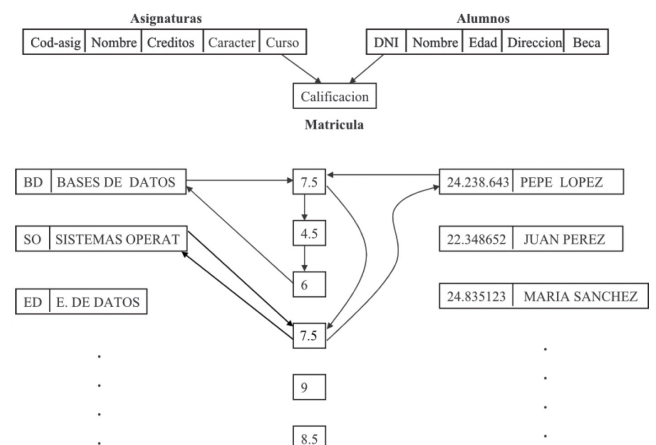 Asignaturas Alumnos
Cod-asig Nombre Creditos Caracter Curso DNI Nombre Edad Direccion Beca
Calificacion
Matricula
BD BASES DE DATOS 7.5 24.238.643 PEPE LOPEZ
SO SISTEMAS OPERAT 4.5 22.348652 JUAN PEREZ
6
ED E. DE DATOS 24.835123 MARIA SANCHEZ
7.5
9
8.5